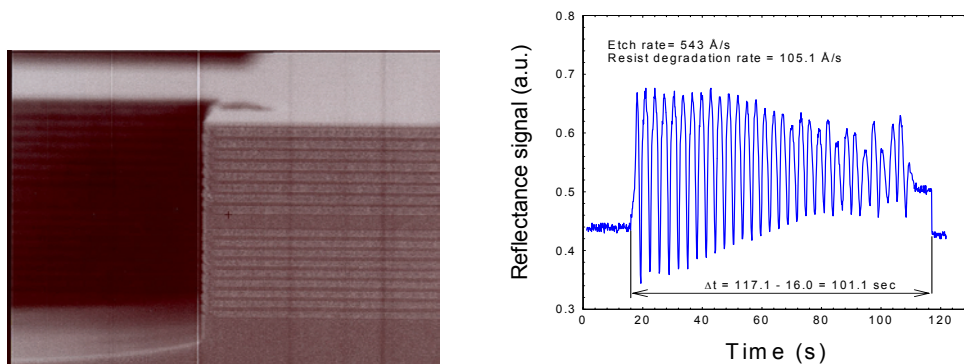 0.8
0.7
0.6
0.5
0.4
0.3
Reflectance signal (a.u.)
Etch rate= 543 Å/s
Resist degradation rate = 105.1 Å/s
Δt = 117.1 - 16.0 = 101.1 sec
0 20 40 60 80 100 120
Time (s)